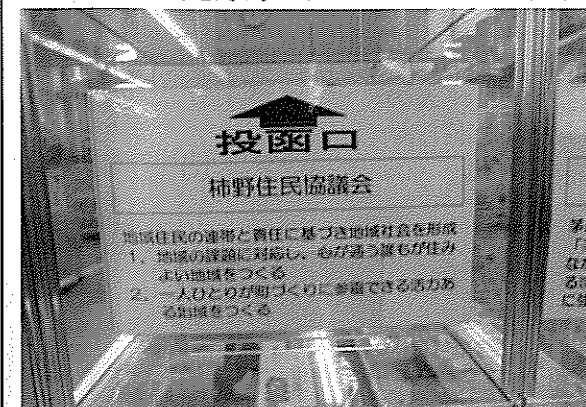 投函口
柿野住民協議会
地域住民の連帯と責任に基づき地域社会を形成
1、地域の課題に対応し、心が通う誰もが住み
よい地域をつくる
2、一人ひとりが町づくりに参画できる活力あ
る地域をつくる